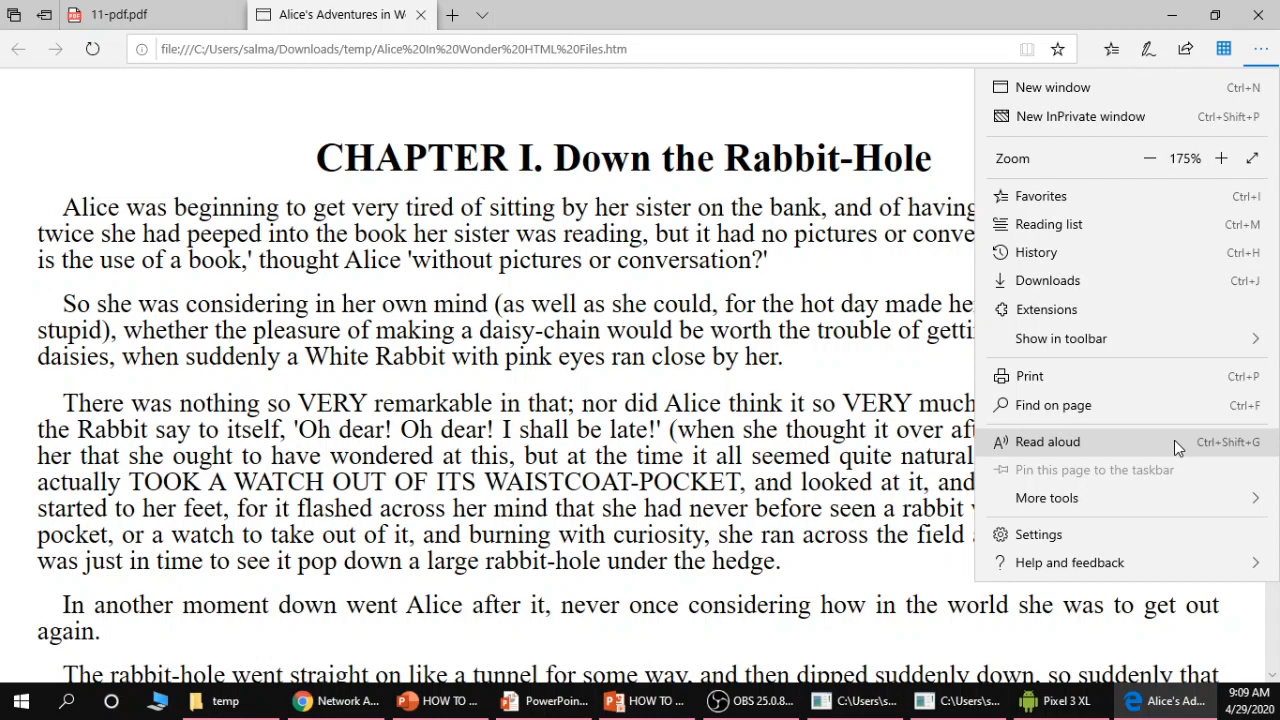 11-pdf.pdf
Alice's Adventures in W
file:///C:/Users/salma/Downloads/temp/Alice%20In%20Wonder%20HTML%20Files.htm
New window Ctrl+N
New InPrivate window Ctrl+Shift+P
Zoom 175%
Favorites Ctrl+I
Reading list Ctrl+M
History Ctrl+H
Downloads Ctrl+J
Extensions
Show in toolbar
Print Ctrl+P
Find on page Ctrl+F
Read aloud Ctrl+Shift+G
Pin this page to the taskbar
More tools
Settings
Help and feedback
CHAPTER I. Down the Rabbit-Hole
Alice was beginning to get very tired of sitting by her sister on the bank, and of having
twice she had peeped into the book her sister was reading, but it had no pictures or conve
is the use of a book,' thought Alice 'without pictures or conversation?'
So she was considering in her own mind (as well as she could, for the hot day made he
stupid), whether the pleasure of making a daisy-chain would be worth the trouble of getti
daisies, when suddenly a White Rabbit with pink eyes ran close by her.
There was nothing so VERY remarkable in that; nor did Alice think it so VERY much
the Rabbit say to itself, 'Oh dear! Oh dear! I shall be late!' (when she thought it over aft
her that she ought to have wondered at this, but at the time it all seemed quite natural
actually TOOK A WATCH OUT OF ITS WAISTCOAT-POCKET, and looked at it, and
started to her feet, for it flashed across her mind that she had never before seen a rabbit
pocket, or a watch to take out of it, and burning with curiosity, she ran across the field
was just in time to see it pop down a large rabbit-hole under the hedge.
In another moment down went Alice after it, never once considering how in the world she was to get out
again.
The rabbit-hole went straight on like a tunnel for some way, and then dipped suddenly down, so suddenly that
temp
Network A...
HOW TO ...
PowerPoin...
HOW TO ...
OBS 25.0.8...
C:\Users\s...
C:\Users\s...
Pixel 3 XL
Alice's Ad...
9:09 AM
4/29/2020